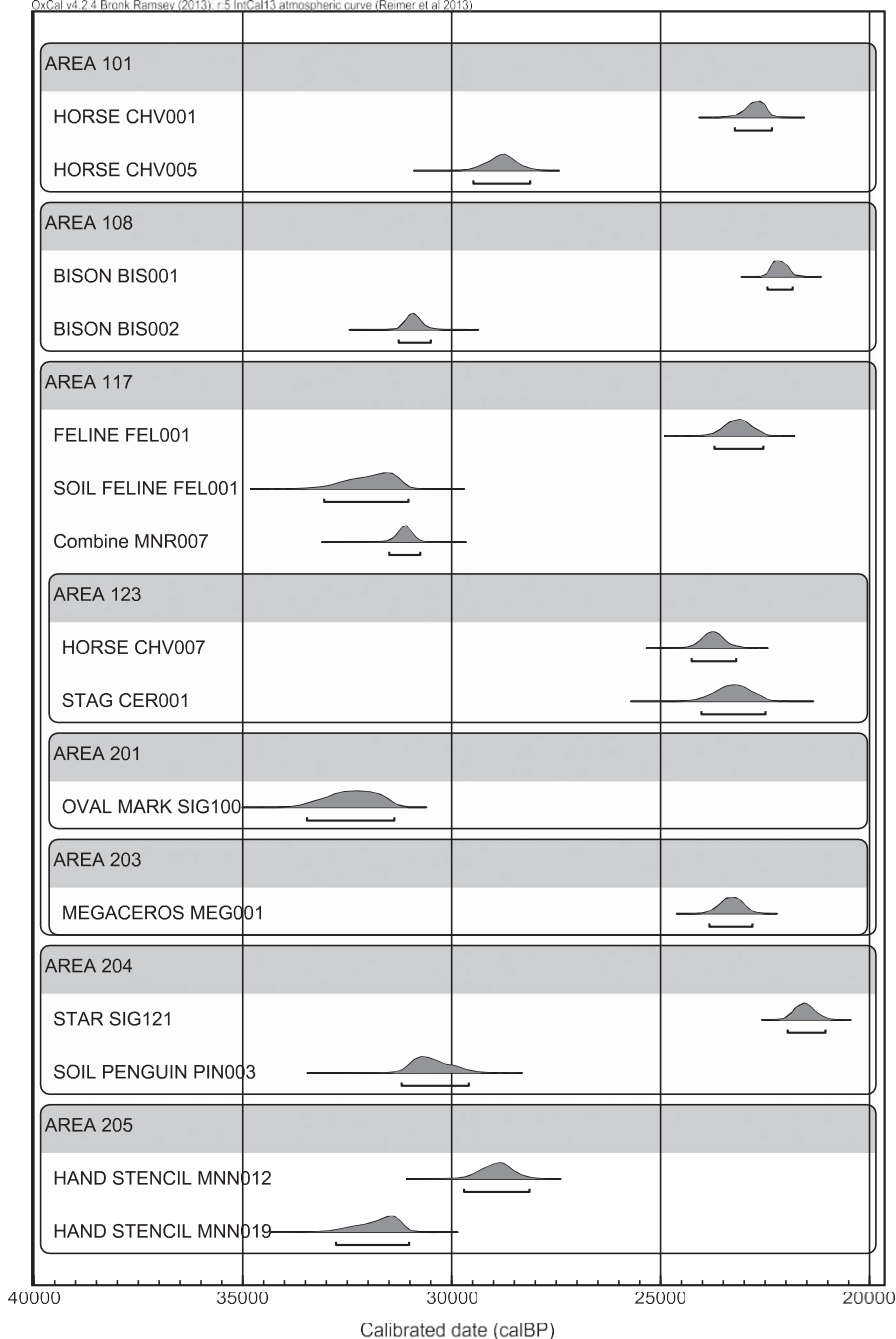 OxCal v4.2.4 Bronk Ramsey (2013); r:5 IntCal13 atmospheric curve (Reimer et al 2013)
AREA 101
HORSE CHV001
HORSE CHV005
AREA 108
BISON BIS001
BISON BIS002
AREA 117
FELINE FEL001
SOIL FELINE FEL001
Combine MNR007
AREA 123
HORSE CHV007
STAG CER001
AREA 201
OVAL MARK SIG100
AREA 203
MEGACEROS MEG001
AREA 204
STAR SIG121
SOIL PENGUIN PIN003
AREA 205
HAND STENCIL MNN012
HAND STENCIL MNN019
40000 35000 30000 25000 20000
Calibrated date (calBP)